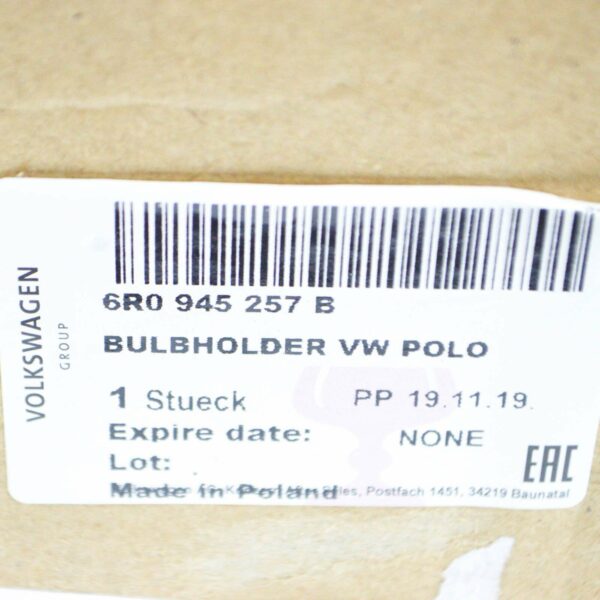 VOLKSWAGEN
GROUP
6R0 945 257 B
BULBHOLDER VW POLO
1 Stueck PP 19.11.19.
Expire date: NONE
Lot:
EAC
Made in Poland
Sales, Postfach 1451, 34219 Baunatal